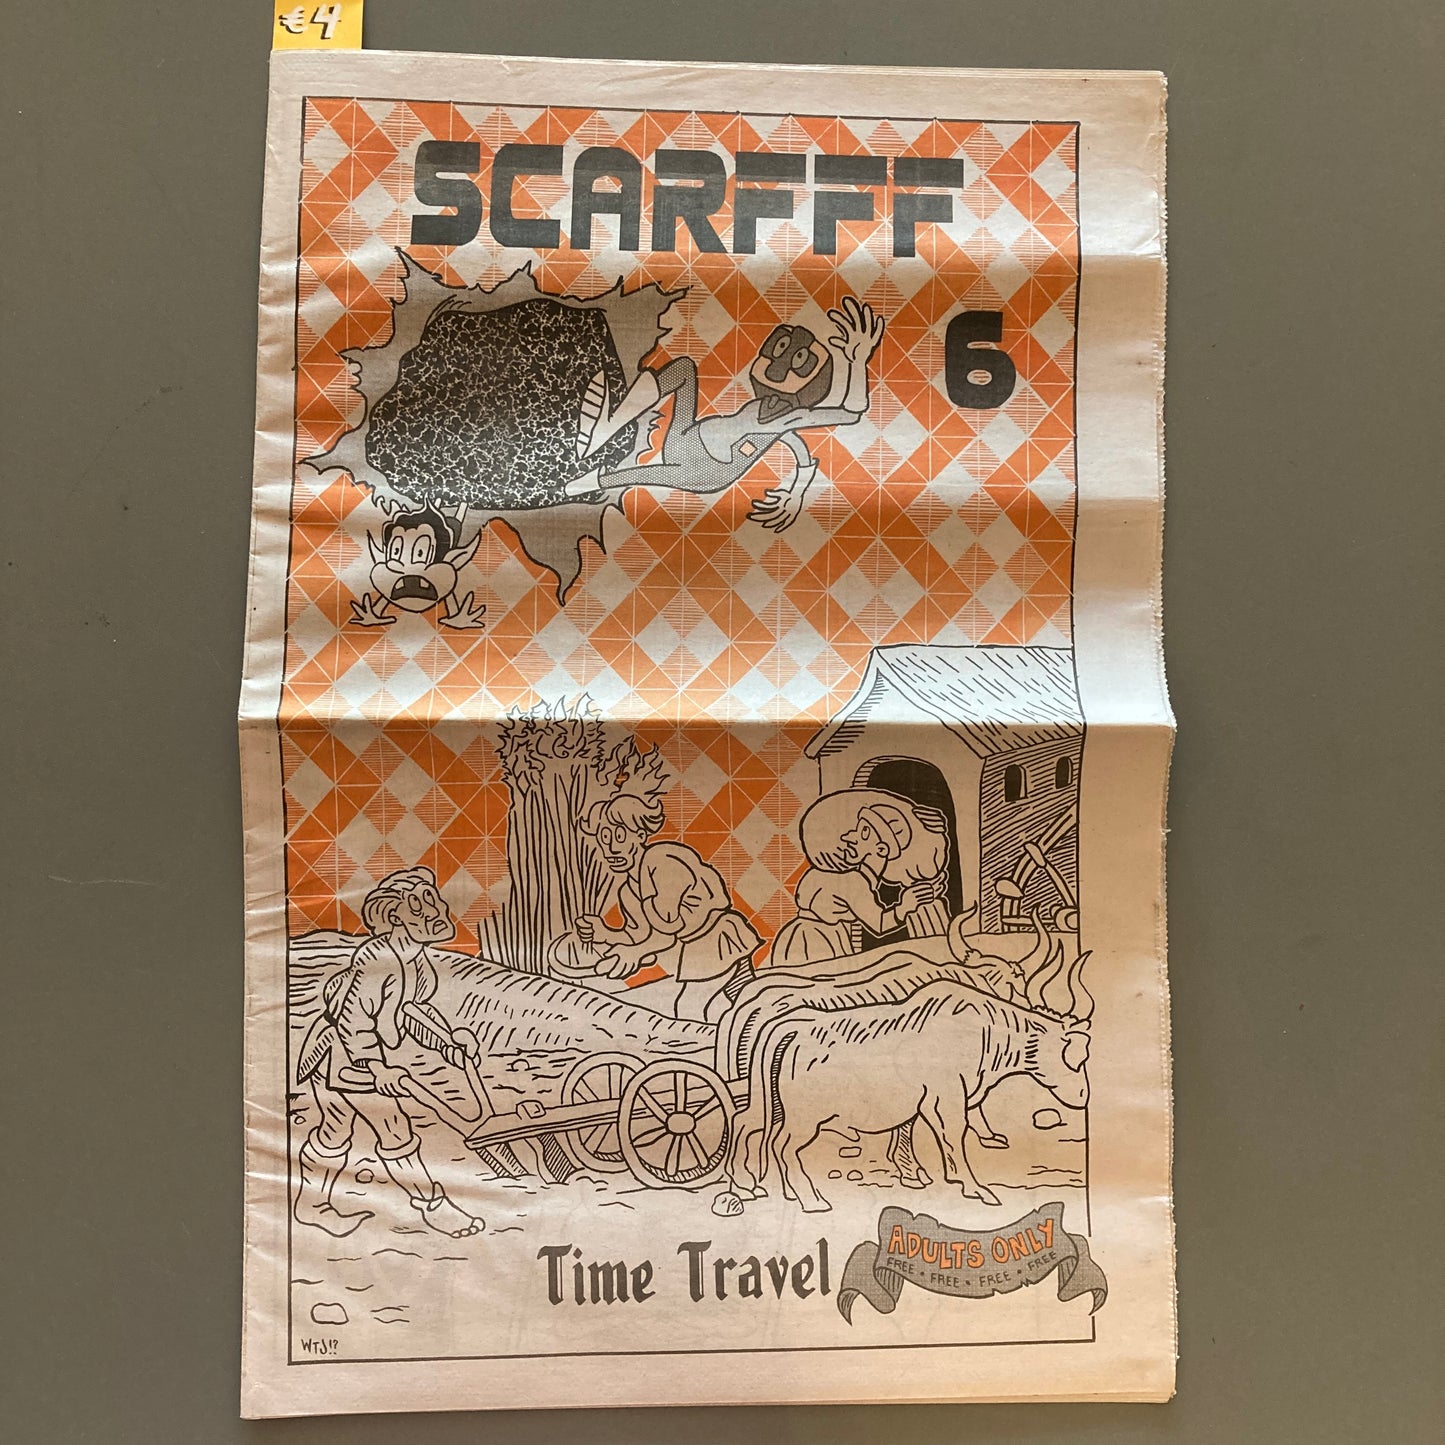 €4
SCARFFF
6
Time Travel
ADULTS ONLY
FREE • FREE • FREE • FREE
WTJ!?